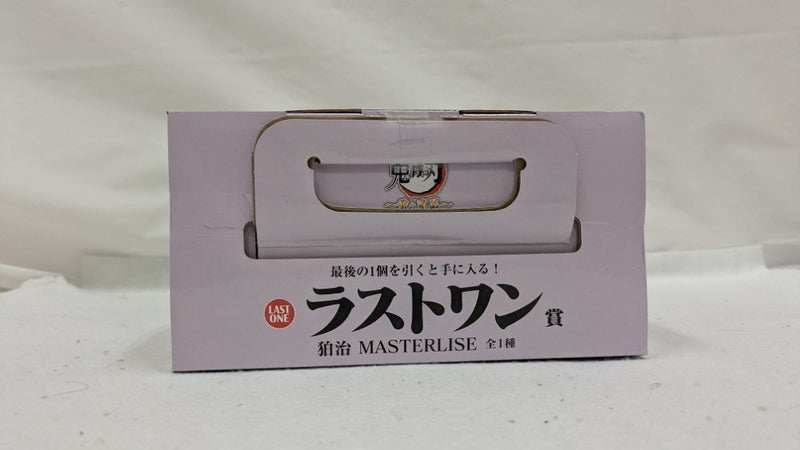 鬼滅の刃
最後の1個を引くと手に入る!
LAST
ONE
ラストワン賞
狛治 MASTERLISE 全1種